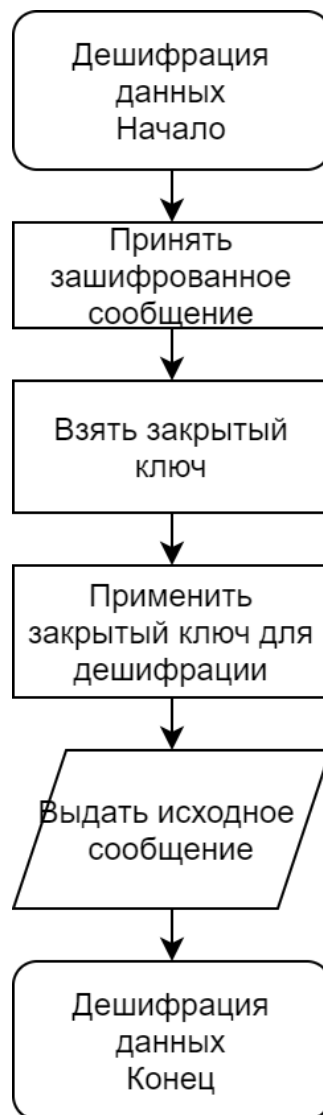 Дешифрация
данных
Начало
Принять
зашифрованное
сообщение
Взять закрытый
ключ
Применить
закрытый ключ для
дешифрации
Выдать исходное
сообщение
Дешифрация
данных
Конец